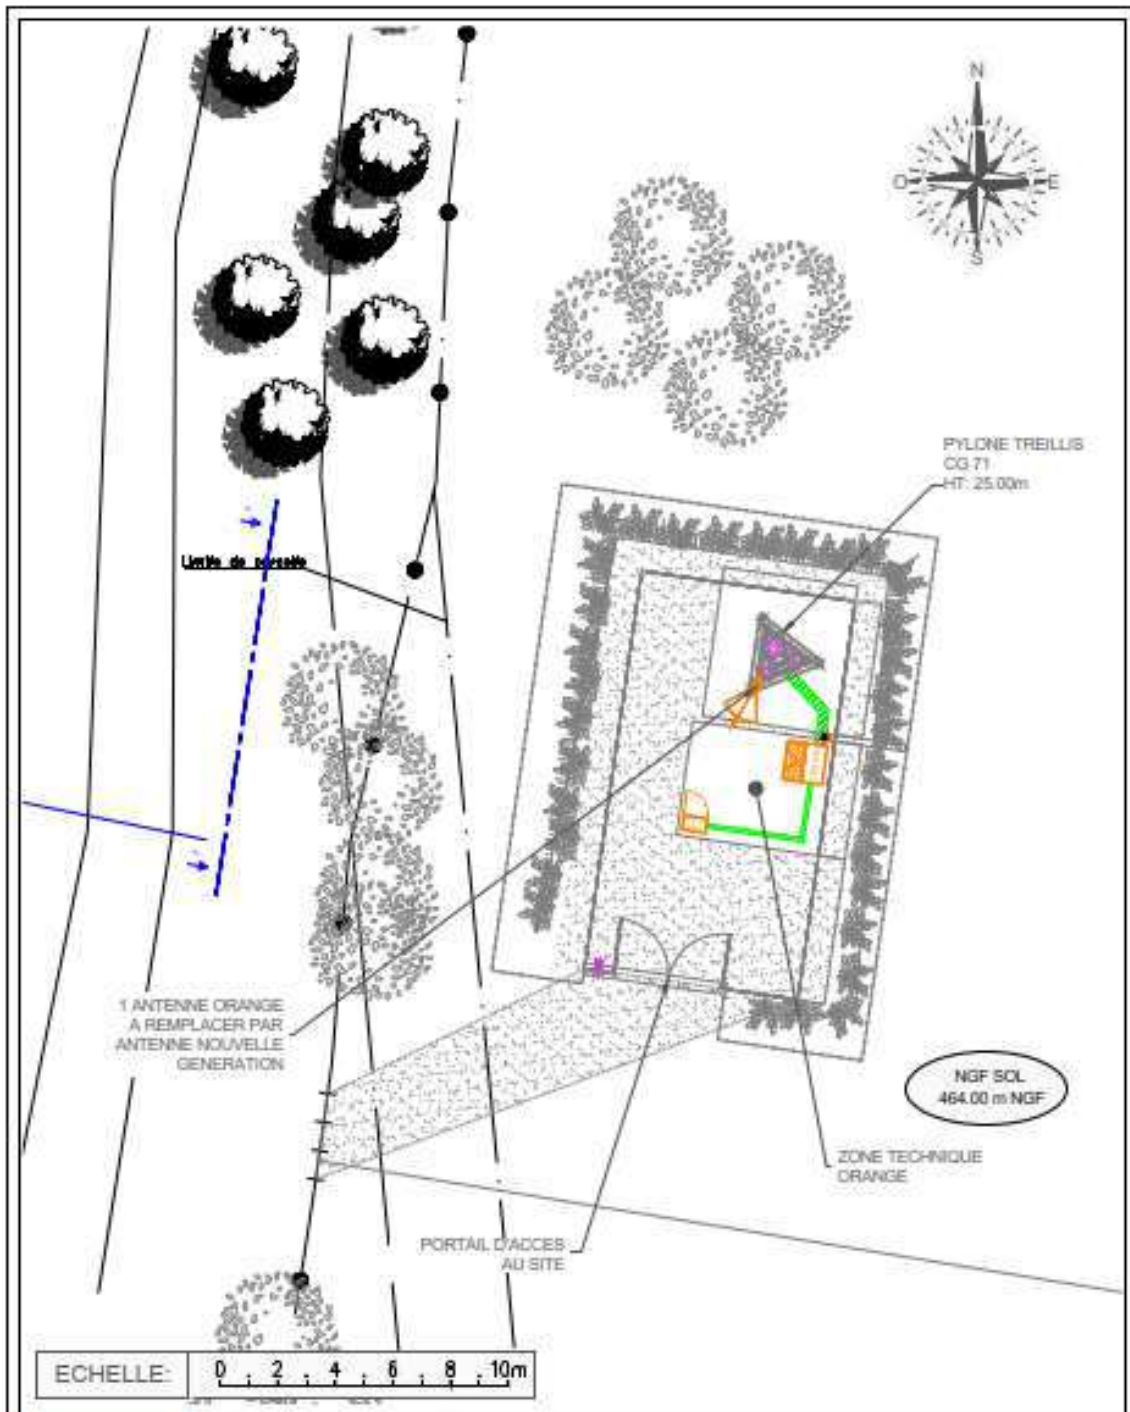 N
O
E
S
PYLONE TREILLIS
CG 71
HT: 25.00m
Limite de parcelle
1 ANTENNE ORANGE
A REMPLACER PAR
ANTENNE NOUVELLE
GENERATION
NGF SOL
464.00 m NGF
ZONE TECHNIQUE
ORANGE
PORTAIL D'ACCES
AU SITE
ECHELLE:
0 2 4 6 8 10m